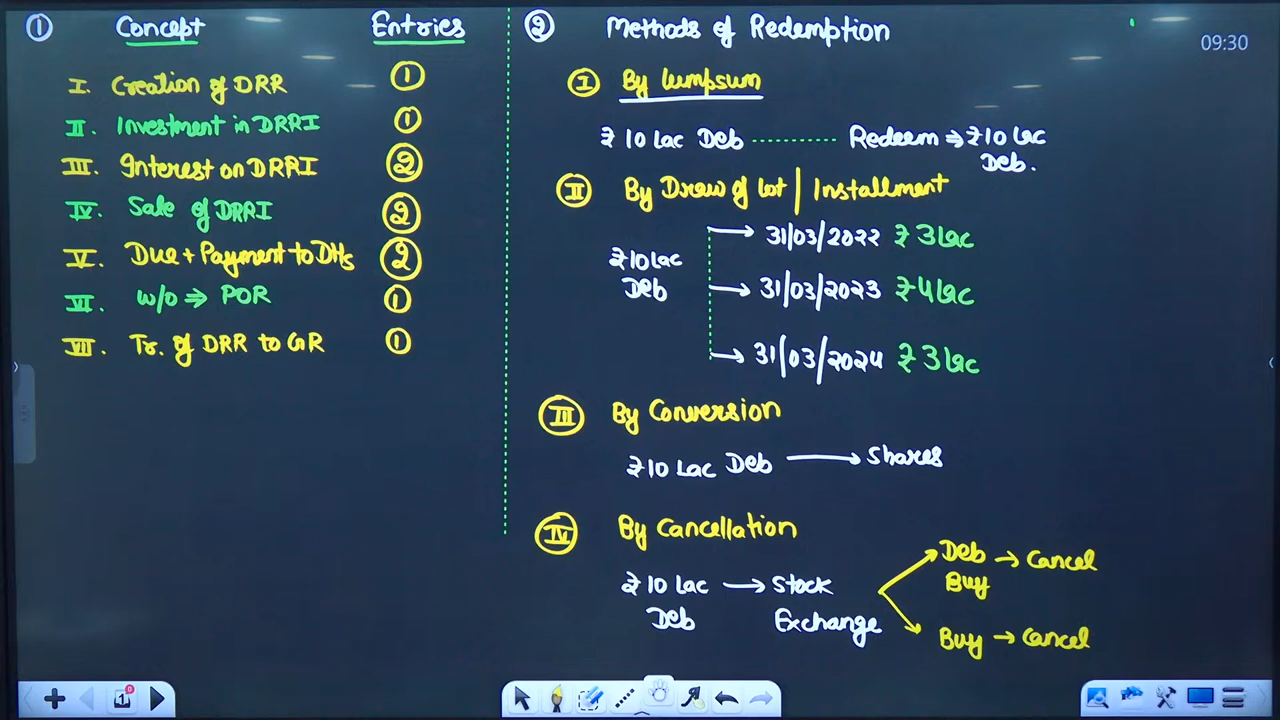 ① Concept Entries
I. Creation of DRR ①
II. Investment in DRRI ①
III. Interest on DRRI ②
IV. Sale of DRRI ②
V. Due + Payment to DHs ②
VI. W/O ⇒ POR ①
VII. Tr. of DRR to GR ①
② Methods of Redemption
09:30
I By lumpsum
₹10 Lac Deb ........ Redeem ⇒ ₹10 Lac
Deb.
II By Draw of lot | Installment
₹10 Lac
Deb
→ 31/03/2022 ₹3 Lac
→ 31/03/2023 ₹4 Lac
→ 31/03/2024 ₹3 Lac
III By Conversion
₹10 Lac Deb → Shares
IV By Cancellation
₹10 Lac → Stock
Deb Exchange
Deb → Cancel
Buy
Buy → Cancel
1
0